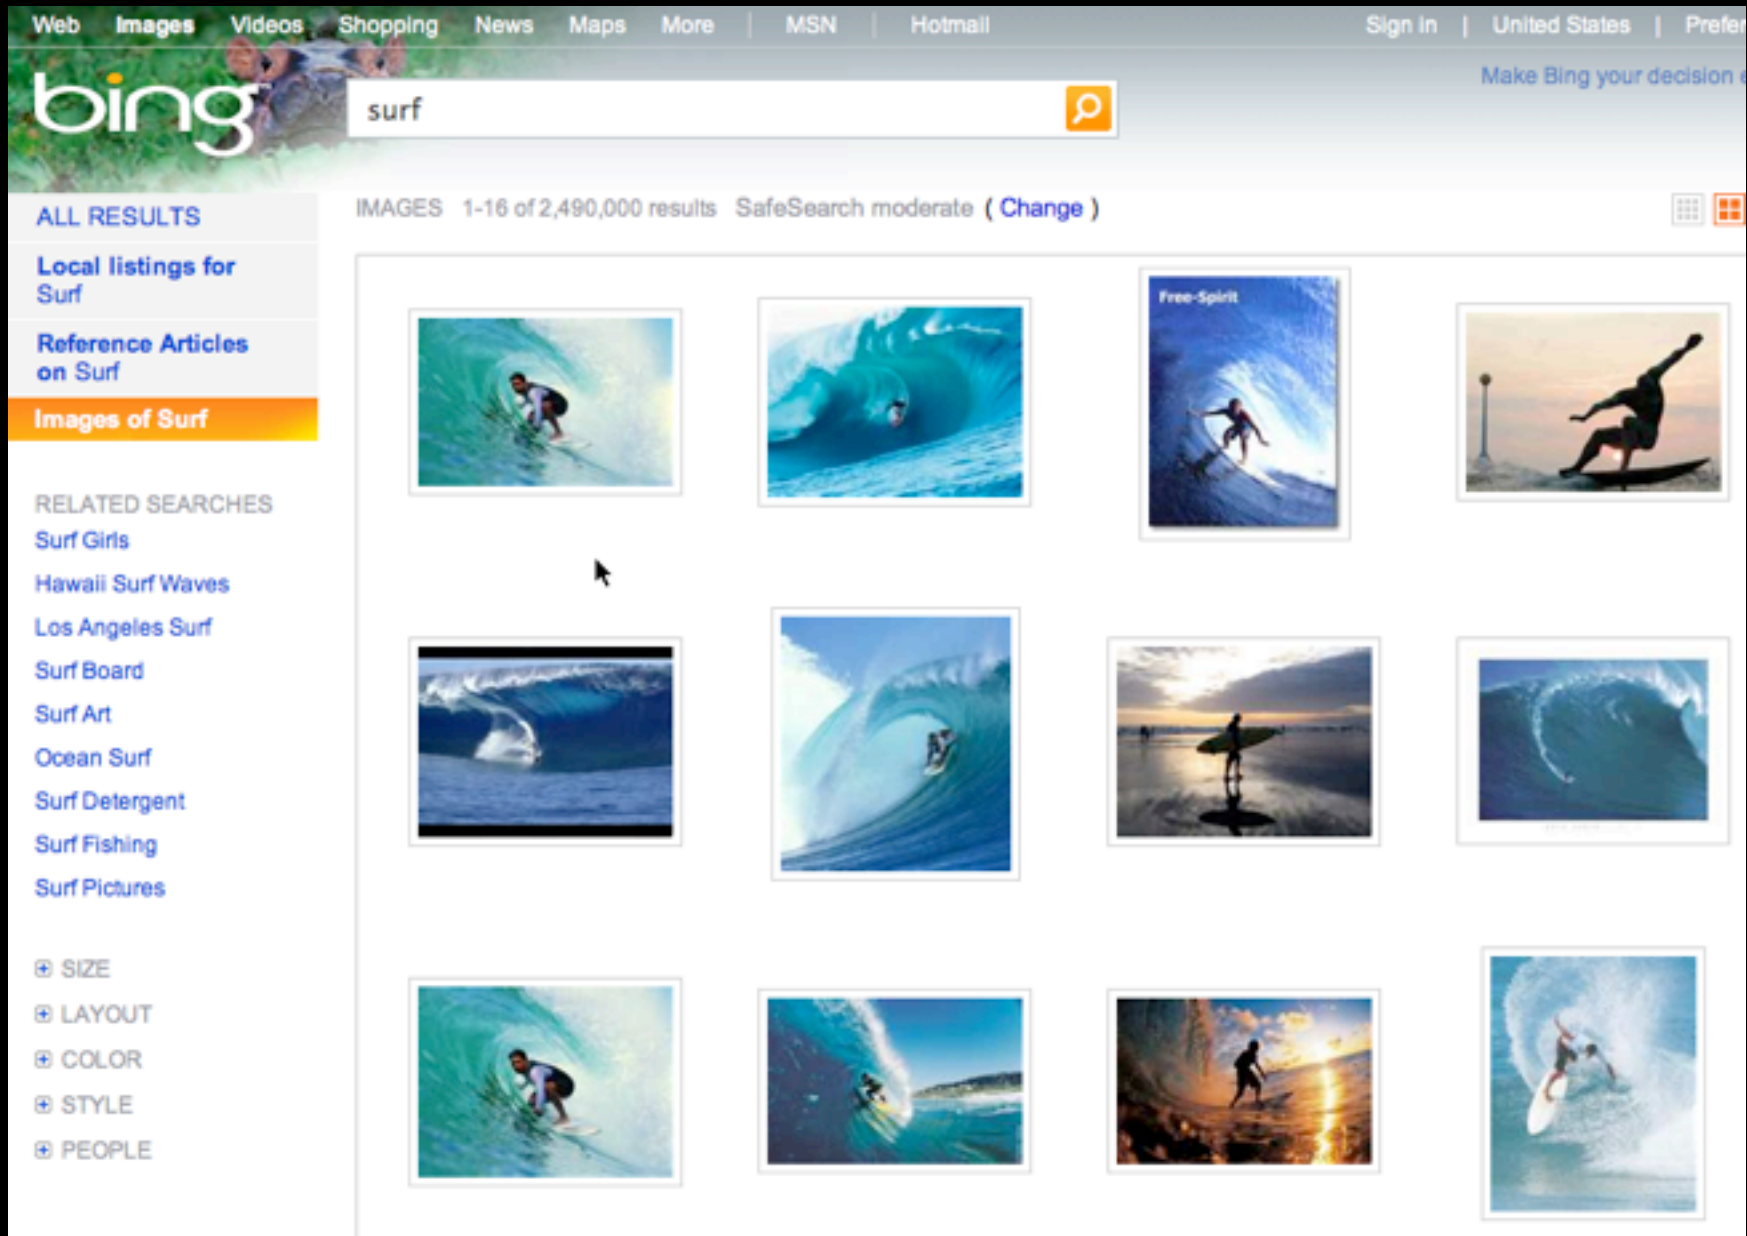 Web Images Videos Shopping News Maps More | MSN | Hotmail Sign in | United States | Prefer
bing
surf
Make Bing your decision e
ALL RESULTS
Local listings for
Surf
Reference Articles
on Surf
Images of Surf
RELATED SEARCHES
Surf Girls
Hawaii Surf Waves
Los Angeles Surf
Surf Board
Surf Art
Ocean Surf
Surf Detergent
Surf Fishing
Surf Pictures
SIZE
LAYOUT
COLOR
STYLE
PEOPLE
IMAGES 1-16 of 2,490,000 results SafeSearch moderate ( Change )
Free-Spirit